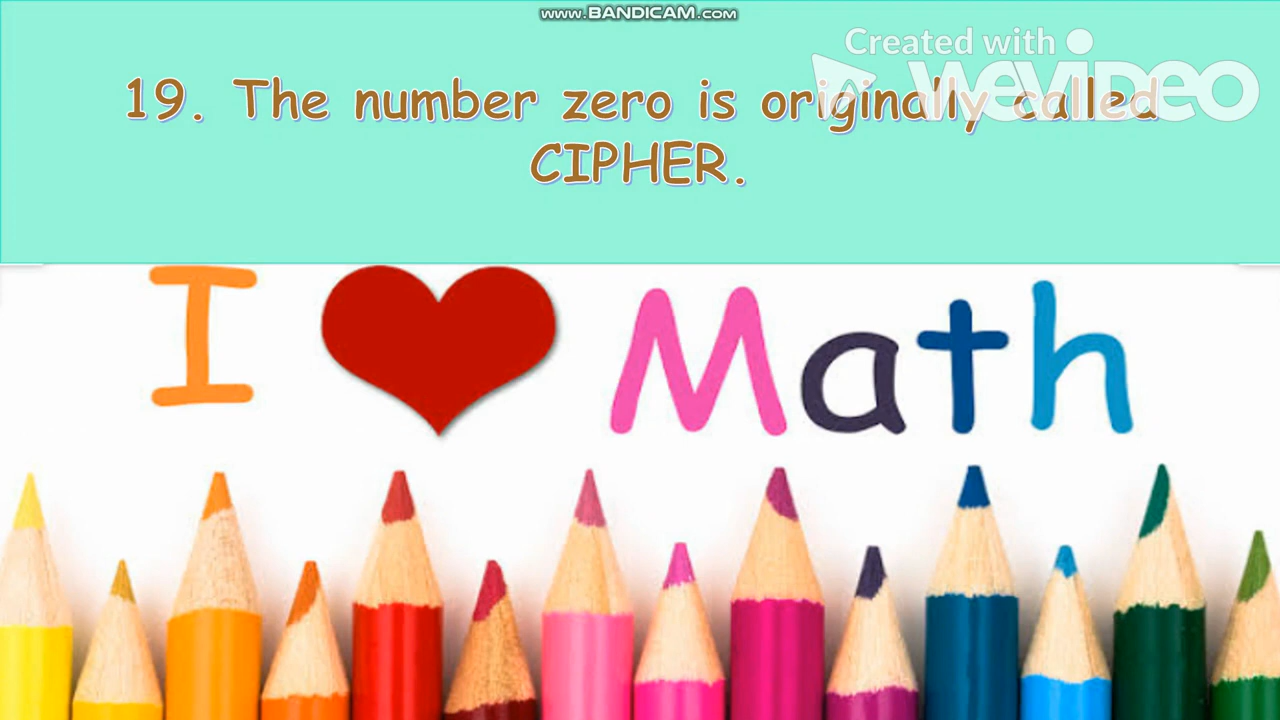 www.BANDICAM.com
Created with
WEVIDEO
19. The number zero is originally called
CIPHER.
I Math